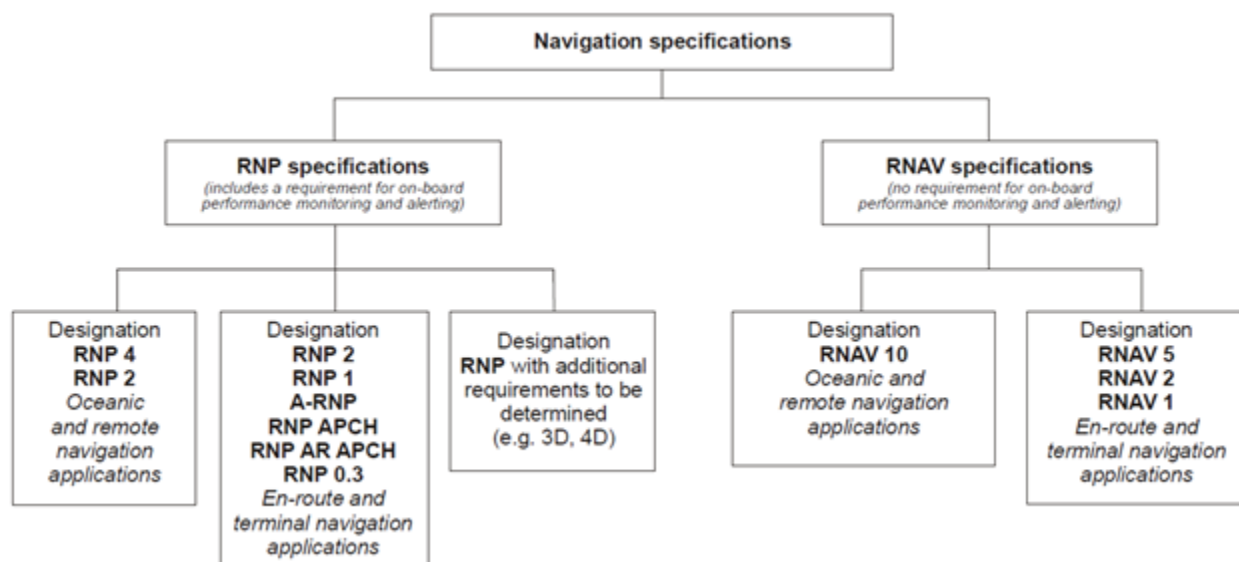 Navigation specifications
RNP specifications
(includes a requirement for on-board
performance monitoring and alerting)
RNAV specifications
(no requirement for on-board
performance monitoring and alerting)
Designation
RNP 4
RNP 2
Oceanic
and remote
navigation
applications
Designation
RNP 2
RNP 1
A-RNP
RNP APCH
RNP AR APCH
RNP 0.3
En-route and
terminal navigation
applications
Designation
RNP with additional
requirements to be
determined
(e.g. 3D, 4D)
Designation
RNAV 10
Oceanic and
remote navigation
applications
Designation
RNAV 5
RNAV 2
RNAV 1
En-route and
terminal navigation
applications